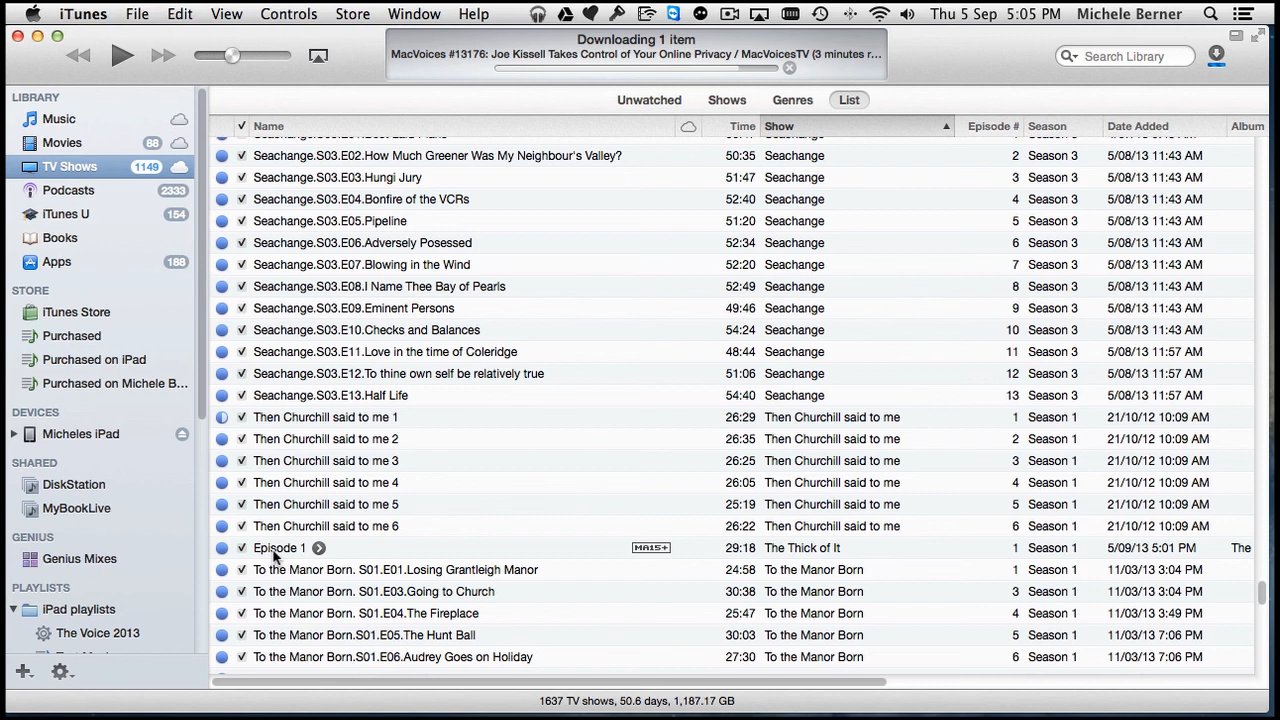 iTunes File Edit View Controls Store Window Help Thu 5 Sep 5:05 PM Michele Berner
Downloading 1 item
MacVoices #13176: Joe Kissell Takes Control of Your Online Privacy / MacVoicesTV (3 minutes r...
Search Library
LIBRARY
Music
Movies 88
TV Shows 1149
Podcasts 2333
iTunes U 154
Books
Apps 188
STORE
iTunes Store
Purchased
Purchased on iPad
Purchased on Michele B...
DEVICES
Micheles iPad
SHARED
DiskStation
MyBookLive
GENIUS
Genius Mixes
PLAYLISTS
iPad playlists
The Voice 2013
Unwatched Shows Genres List
Name Time Show Episode # Season Date Added Album
Seachange.S03.E02.How Much Greener Was My Neighbour's Valley? 50:35 Seachange 2 Season 3 5/08/13 11:43 AM
Seachange.S03.E03.Hungi Jury 51:47 Seachange 3 Season 3 5/08/13 11:43 AM
Seachange.S03.E04.Bonfire of the VCRs 52:40 Seachange 4 Season 3 5/08/13 11:43 AM
Seachange.S03.E05.Pipeline 51:20 Seachange 5 Season 3 5/08/13 11:43 AM
Seachange.S03.E06.Adversely Posessed 52:34 Seachange 6 Season 3 5/08/13 11:43 AM
Seachange.S03.E07.Blowing in the Wind 52:20 Seachange 7 Season 3 5/08/13 11:43 AM
Seachange.S03.E08.I Name Thee Bay of Pearls 52:49 Seachange 8 Season 3 5/08/13 11:43 AM
Seachange.S03.E09.Eminent Persons 49:46 Seachange 9 Season 3 5/08/13 11:43 AM
Seachange.S03.E10.Checks and Balances 54:24 Seachange 10 Season 3 5/08/13 11:43 AM
Seachange.S03.E11.Love in the time of Coleridge 48:44 Seachange 11 Season 3 5/08/13 11:57 AM
Seachange.S03.E12.To thine own self be relatively true 51:06 Seachange 12 Season 3 5/08/13 11:57 AM
Seachange.S03.E13.Half Life 54:40 Seachange 13 Season 3 5/08/13 11:57 AM
Then Churchill said to me 1 26:29 Then Churchill said to me 1 Season 1 21/10/12 10:09 AM
Then Churchill said to me 2 26:35 Then Churchill said to me 2 Season 1 21/10/12 10:09 AM
Then Churchill said to me 3 26:25 Then Churchill said to me 3 Season 1 21/10/12 10:09 AM
Then Churchill said to me 4 26:05 Then Churchill said to me 4 Season 1 21/10/12 10:09 AM
Then Churchill said to me 5 25:19 Then Churchill said to me 5 Season 1 21/10/12 10:09 AM
Then Churchill said to me 6 26:22 Then Churchill said to me 6 Season 1 21/10/12 10:09 AM
Episode 1 MA15+ 29:18 The Thick of It 1 Season 1 5/09/13 5:01 PM The
To the Manor Born. S01.E01.Losing Grantleigh Manor 24:58 To the Manor Born 1 Season 1 11/03/13 3:04 PM
To the Manor Born. S01.E03.Going to Church 30:38 To the Manor Born 3 Season 1 11/03/13 3:04 PM
To the Manor Born. S01.E04.The Fireplace 25:47 To the Manor Born 4 Season 1 11/03/13 3:49 PM
To the Manor Born.S01.E05.The Hunt Ball 30:03 To the Manor Born 5 Season 1 11/03/13 7:06 PM
To the Manor Born.S01.E06.Audrey Goes on Holiday 27:30 To the Manor Born 6 Season 1 11/03/13 7:06 PM
1637 TV shows, 50.6 days, 1,187.17 GB